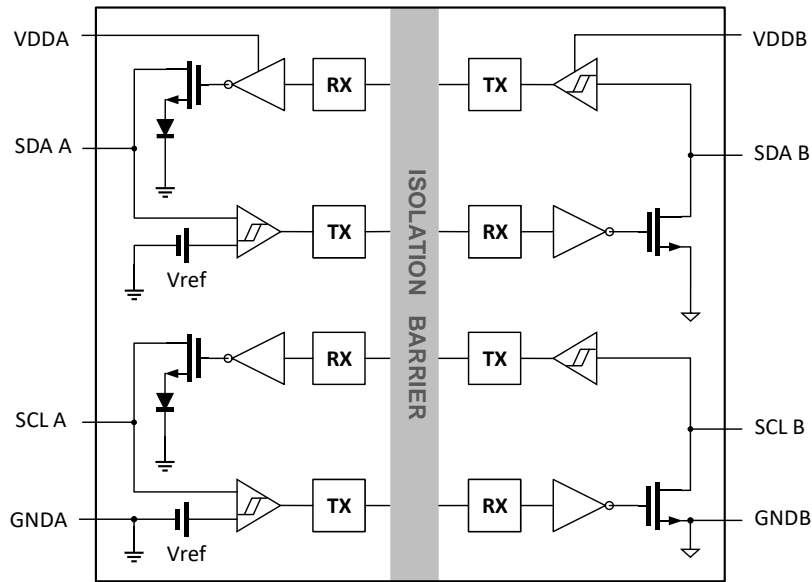 VDDA
RX
TX
VDDB
SDA A
SDA B
TX
RX
Vref
ISOLATION BARRIER
RX
TX
SCL A
SCL B
TX
RX
GNDA
GNDB
Vref